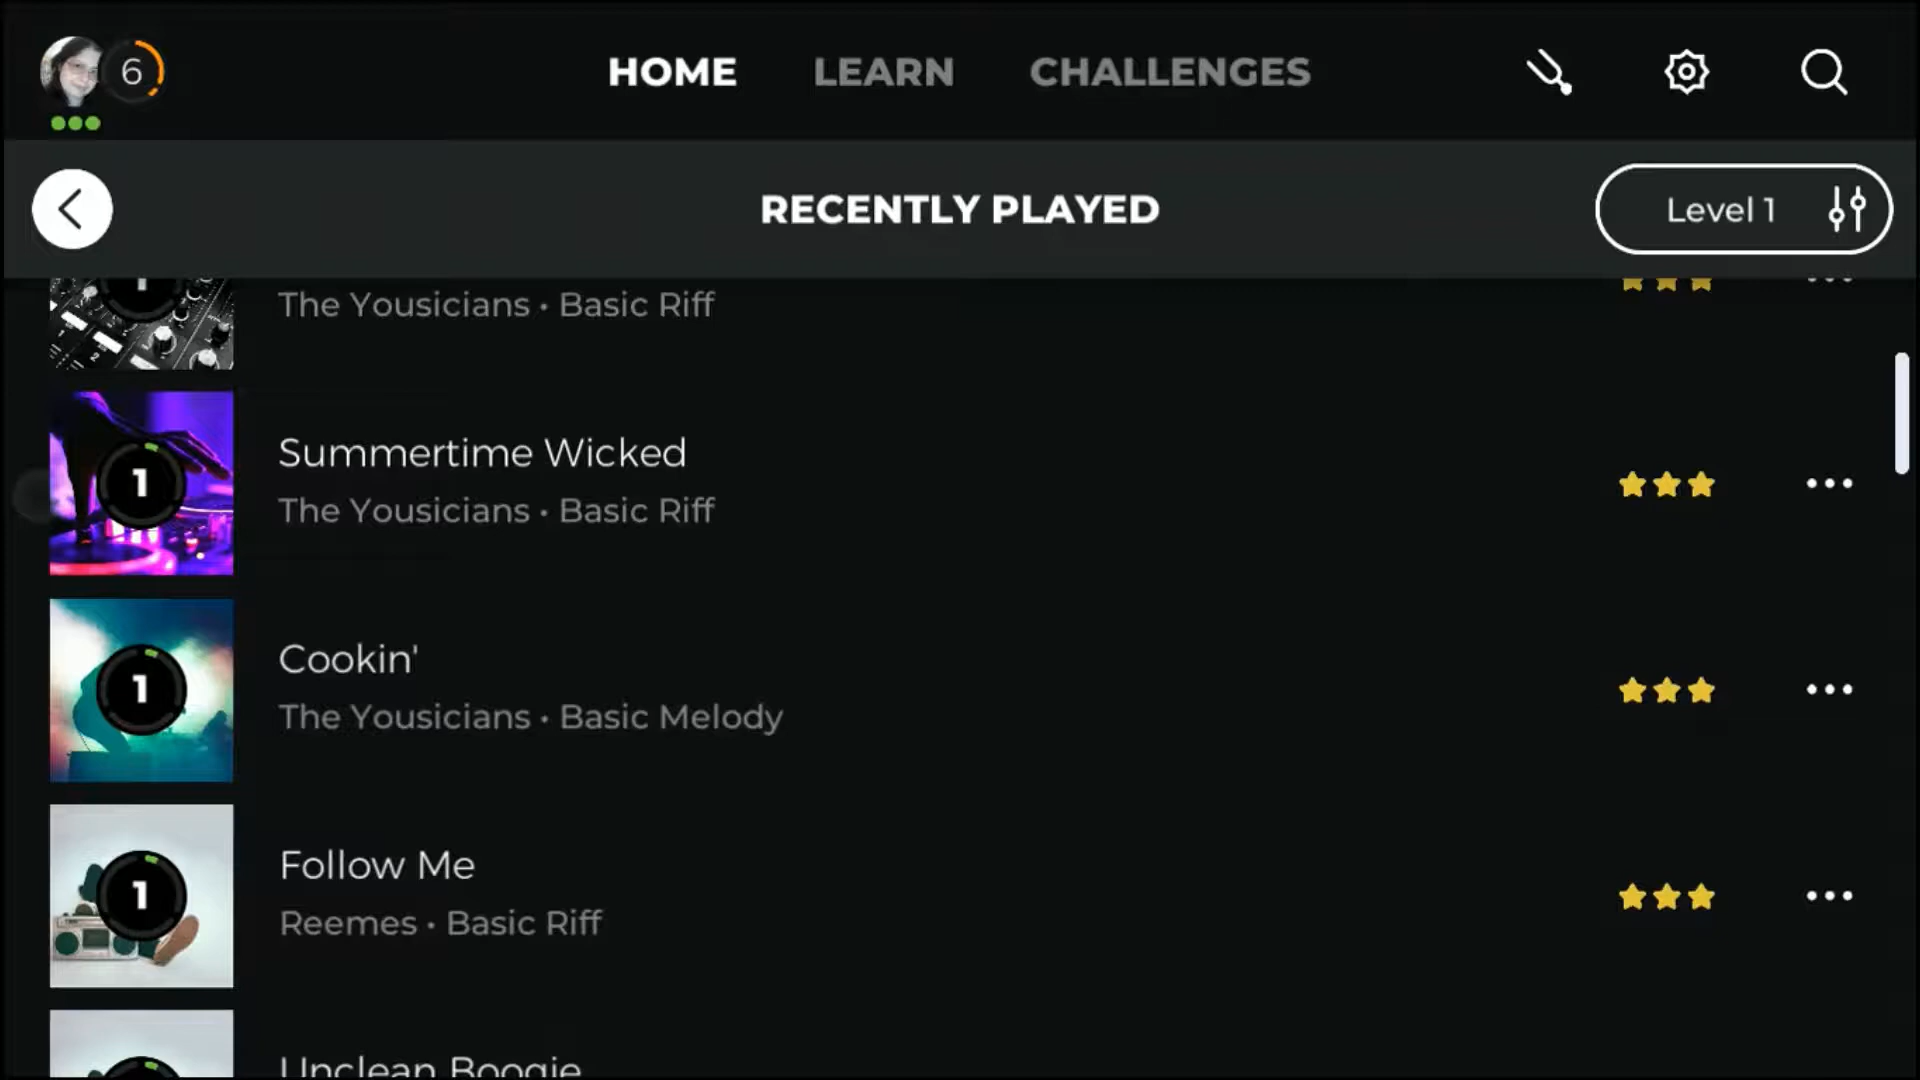 6
HOME LEARN CHALLENGES
RECENTLY PLAYED
Level 1
The Yousicians • Basic Riff
1
Summertime Wicked
The Yousicians • Basic Riff
1
Cookin'
The Yousicians • Basic Melody
1
Follow Me
Reemes • Basic Riff
Unclean Boogie